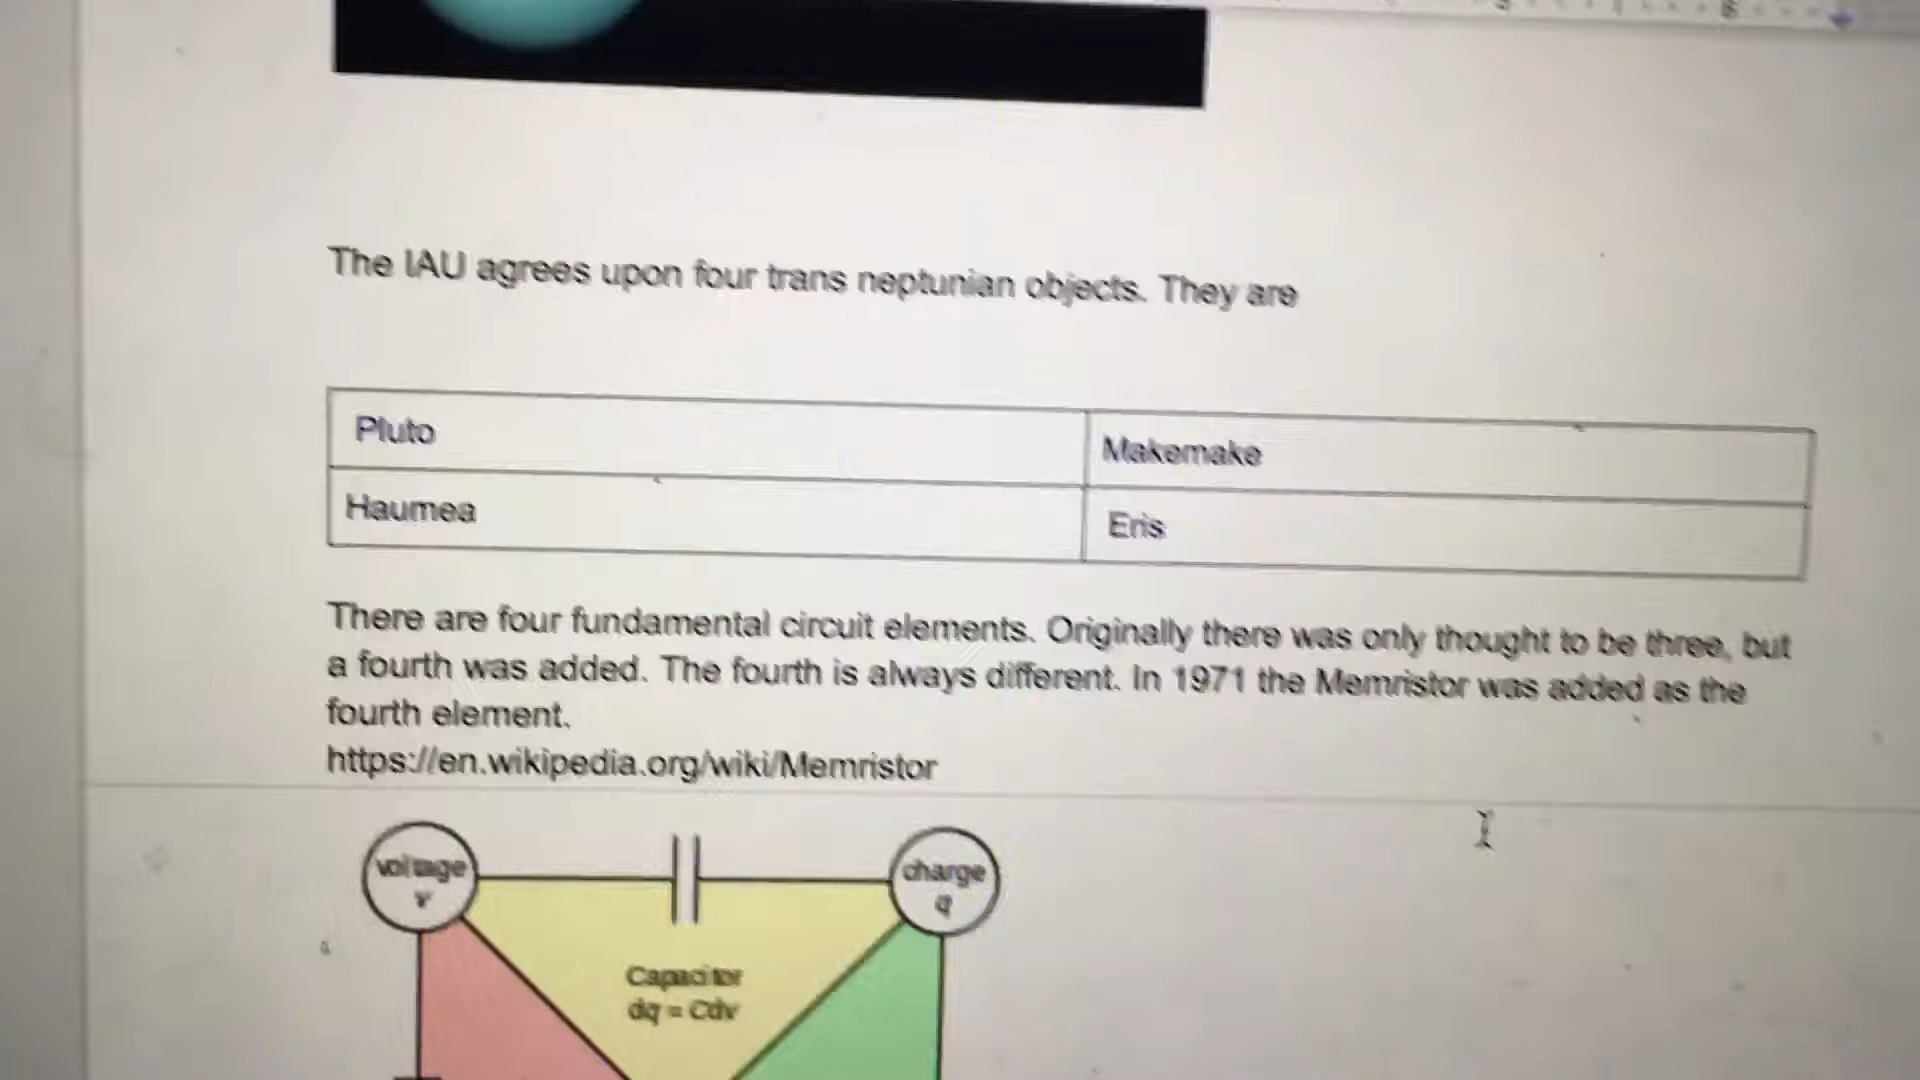 The IAU agrees upon four trans neptunian objects. They are
Pluto
Makemake
Haumea
Eris
There are four fundamental circuit elements. Originally there was only thought to be three, but
a fourth was added. The fourth is always different. In 1971 the Memristor was added as the
fourth element.
https://en.wikipedia.org/wiki/Memristor
voltage
v
charge
q
Capacitor
dq = Cdv